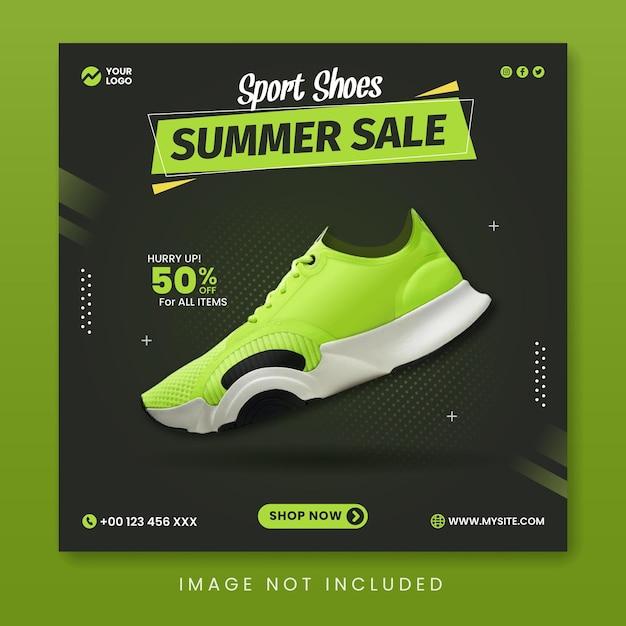 YOUR
LOGO
Sport Shoes
SUMMER SALE
HURRY UP!
50% OFF
For ALL ITEMS
+00 123 456 XXX
SHOP NOW
WWW.MYSITE.COM
IMAGE NOT INCLUDED